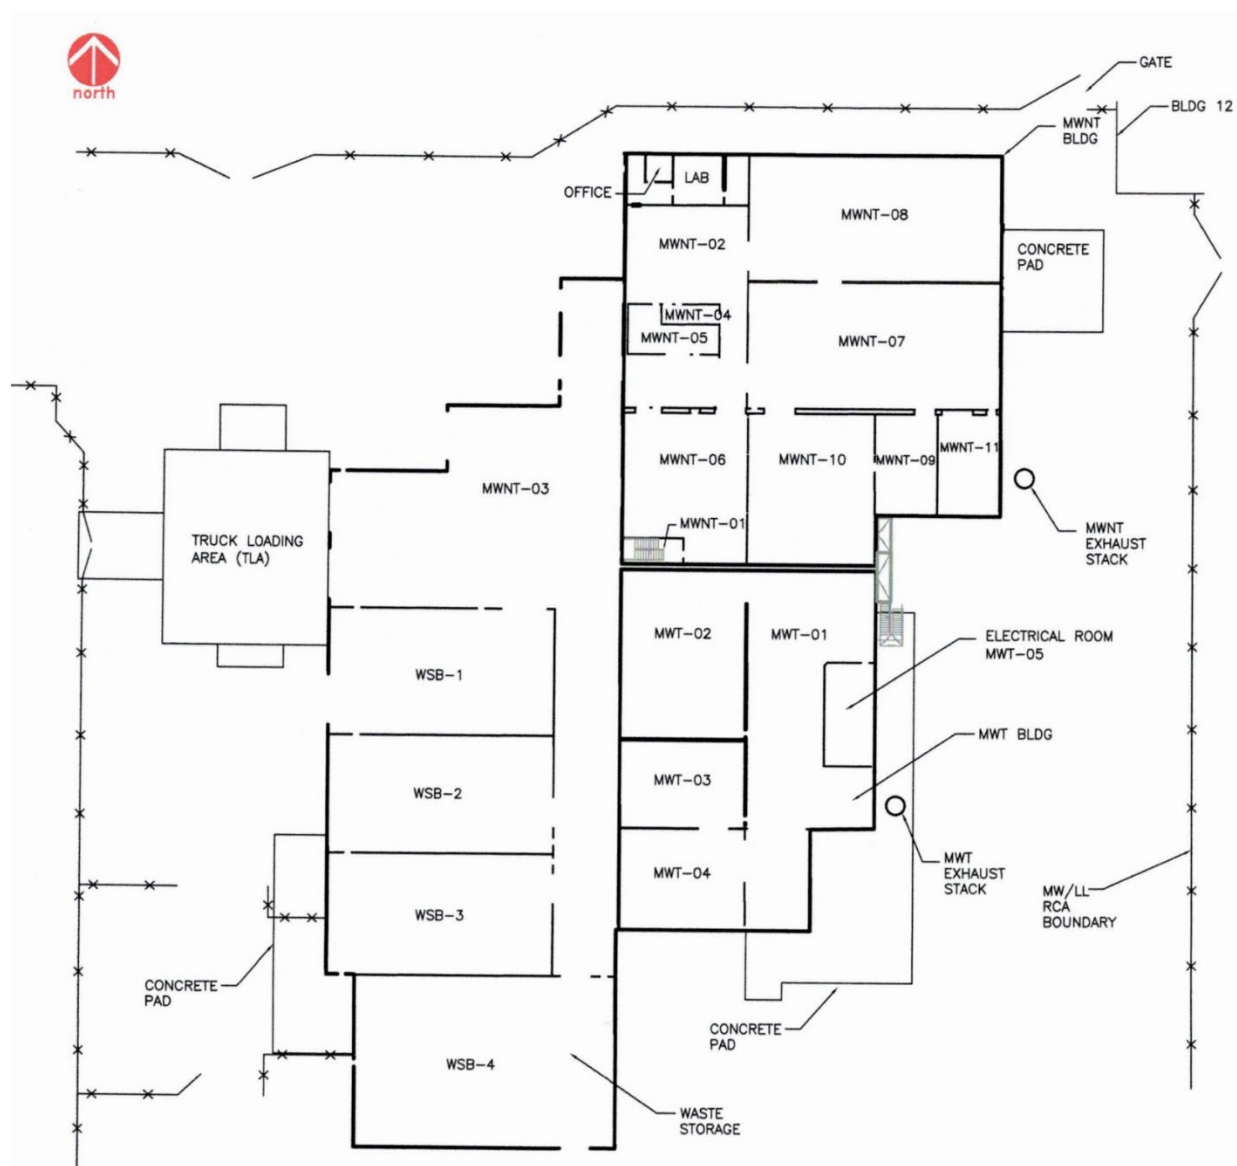 north
GATE
BLDG 12
MWNT
BLDG
LAB
OFFICE
MWNT-08
MWNT-02
CONCRETE
PAD
MWNT-04
MWNT-05
MWNT-07
MWNT-11
MWNT-06
MWNT-10
MWNT-09
MWNT-03
MWNT-01
MWNT
EXHAUST
STACK
TRUCK LOADING
AREA (TLA)
MWT-02
MWT-01
ELECTRICAL ROOM
MWT-05
WSB-1
MWT BLDG
MWT-03
WSB-2
MWT
EXHAUST
STACK
MWT-04
MW/LL
RCA
BOUNDARY
WSB-3
CONCRETE
PAD
CONCRETE
PAD
WSB-4
WASTE
STORAGE